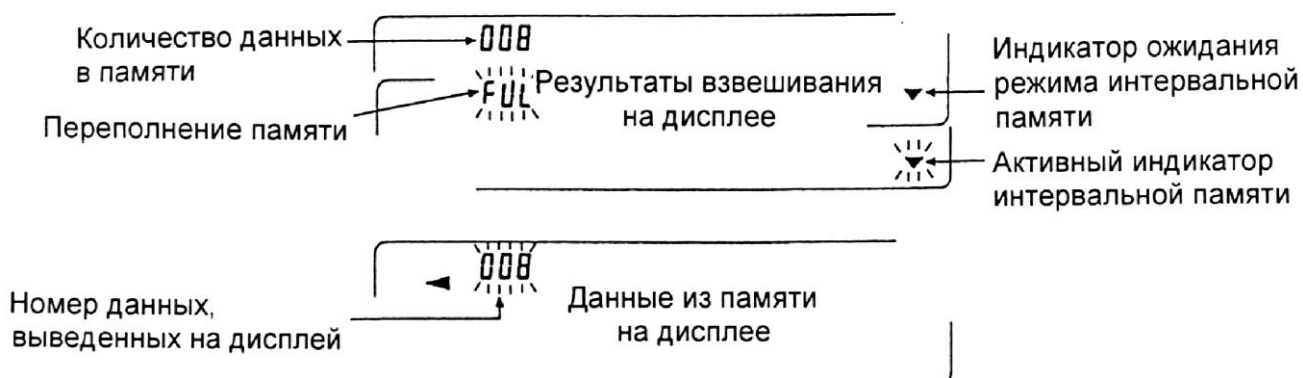 Количество данных
в памяти
008
FUL
Переполнение памяти
Результаты взвешивания
на дисплее
Индикатор ожидания
режима интервальной
памяти
Активный индикатор
интервальной памяти
008
Номер данных,
выведенных на дисплей
Данные из памяти
на дисплее